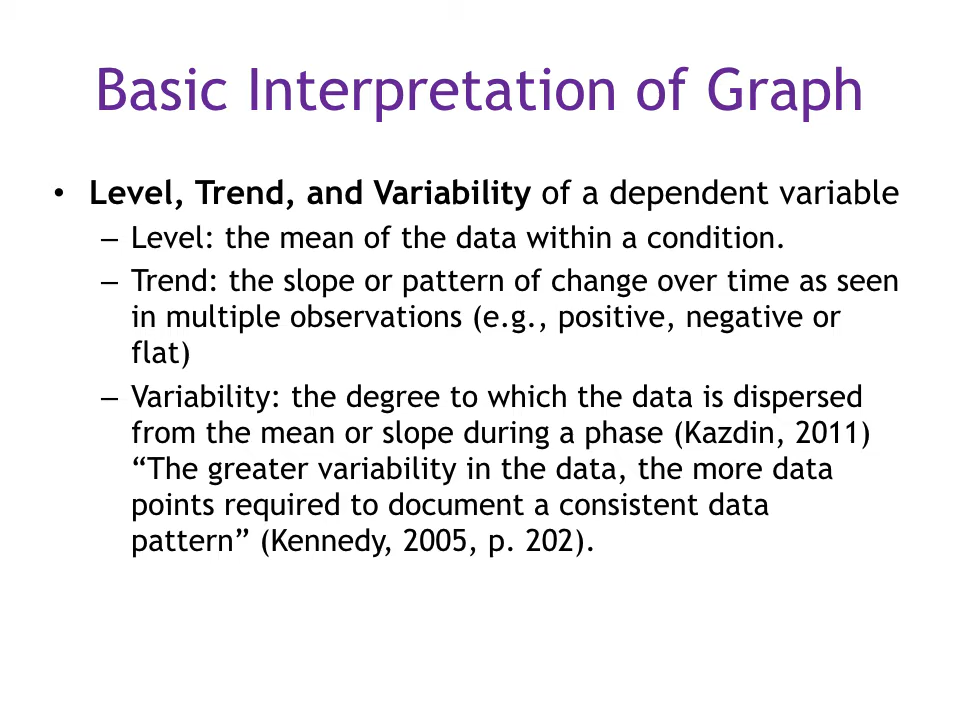 Basic Interpretation of Graph
• Level, Trend, and Variability of a dependent variable
– Level: the mean of the data within a condition.
– Trend: the slope or pattern of change over time as seen
in multiple observations (e.g., positive, negative or
flat)
– Variability: the degree to which the data is dispersed
from the mean or slope during a phase (Kazdin, 2011)
“The greater variability in the data, the more data
points required to document a consistent data
pattern” (Kennedy, 2005, p. 202).